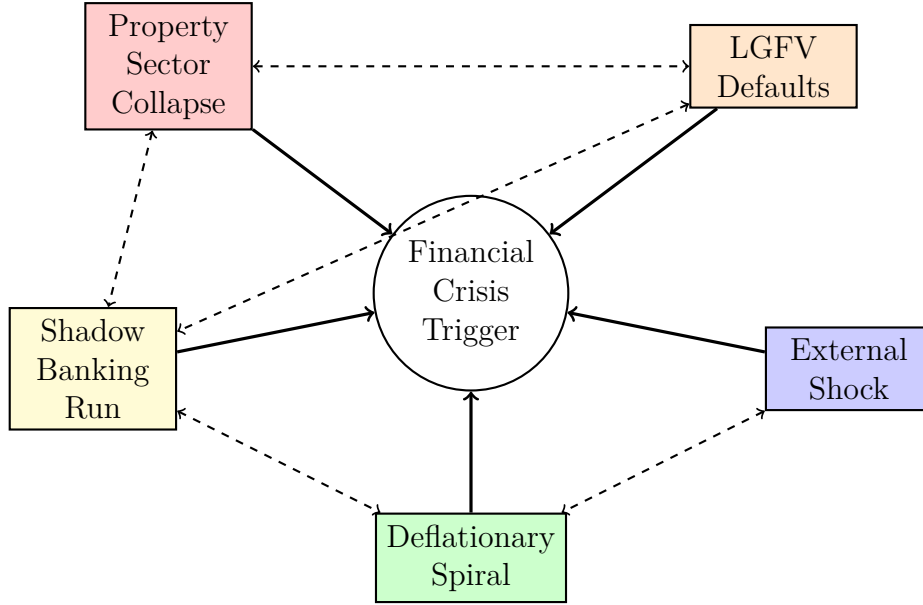 Property
Sector
Collapse
LGFV
Defaults
Financial
Crisis
Trigger
Shadow
Banking
Run
External
Shock
Deflationary
Spiral